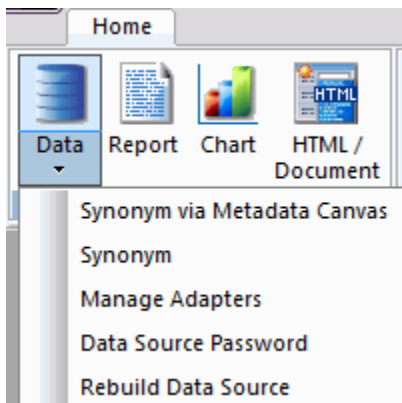 Home
HTML
Data Report Chart HTML /
Document
Synonym via Metadata Canvas
Synonym
Manage Adapters
Data Source Password
Rebuild Data Source